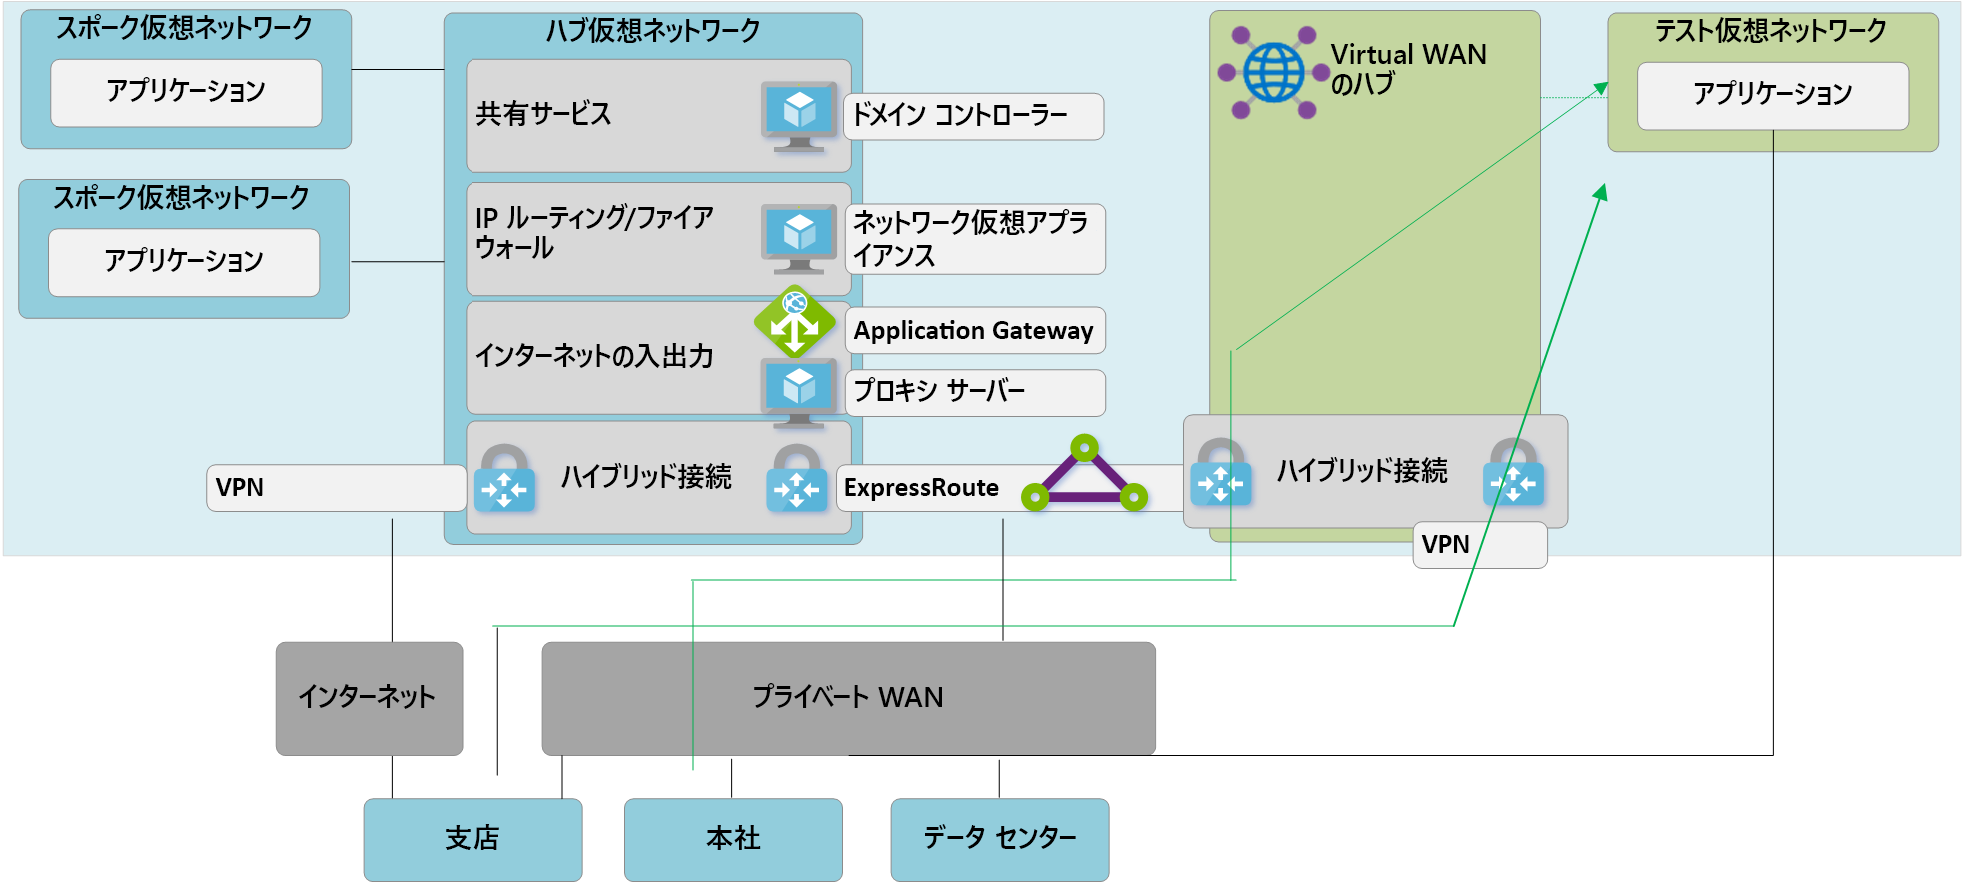 スポーク仮想ネットワーク
アプリケーション
スポーク仮想ネットワーク
アプリケーション
ハブ仮想ネットワーク
共有サービス
ドメイン コントローラー
IP ルーティング/ファイア
ウォール
ネットワーク仮想アプラ
イアンス
インターネットの入出力
Application Gateway
プロキシ サーバー
VPN
ハイブリッド接続
ExpressRoute
Virtual WAN
のハブ
ハイブリッド接続
VPN
テスト仮想ネットワーク
アプリケーション
インターネット
プライベート WAN
支店
本社
データ センター